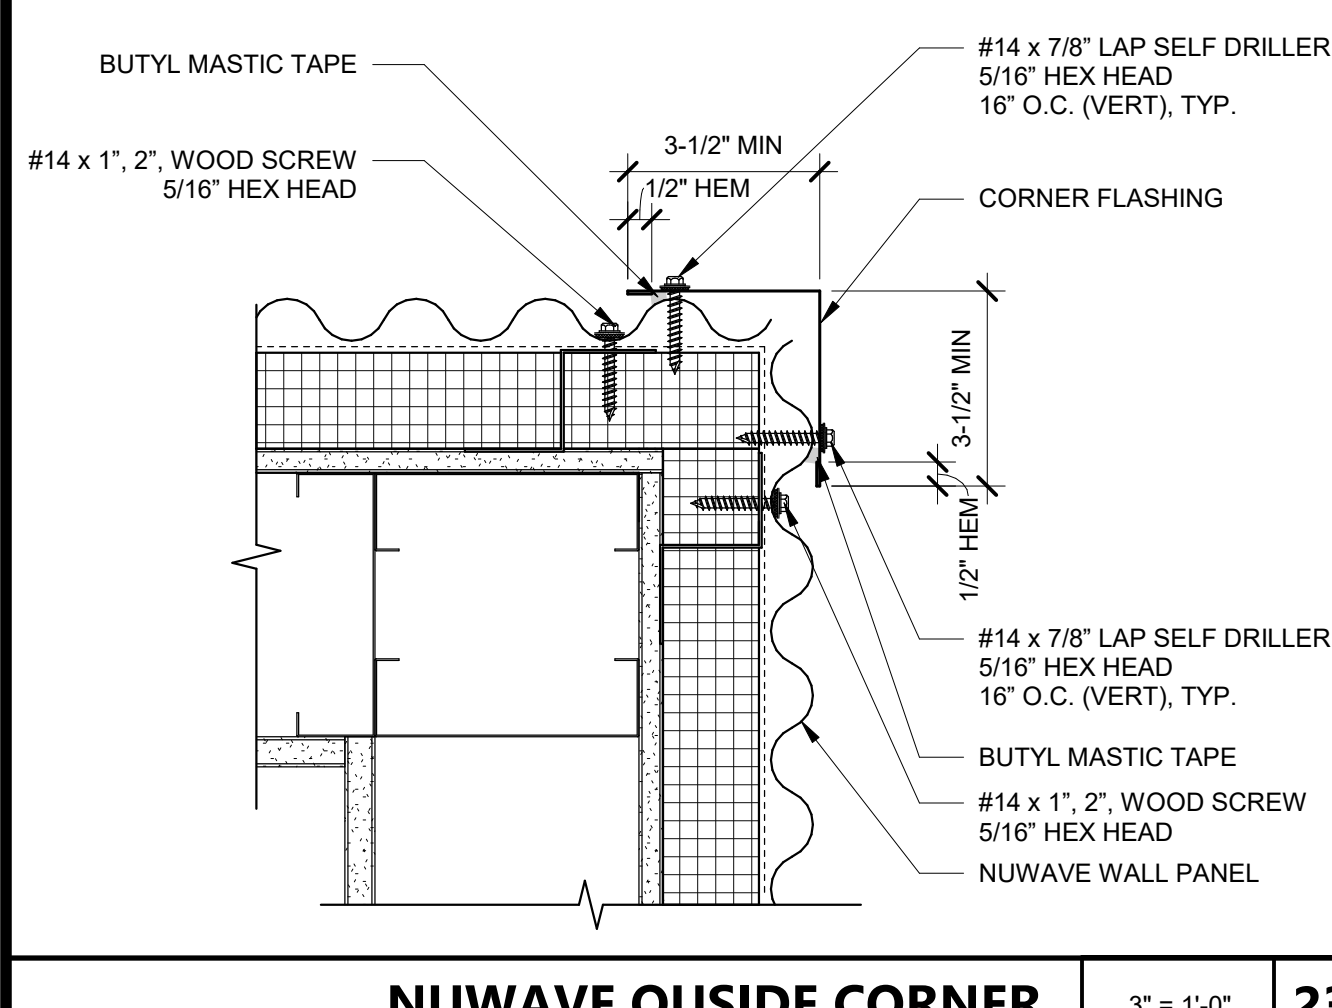 BUTYL MASTIC TAPE
#14 x 1”, 2”, WOOD SCREW
5/16” HEX HEAD
#14 x 7/8” LAP SELF DRILLER
5/16” HEX HEAD
16” O.C. (VERT), TYP.
3-1/2" MIN
1/2" HEM
CORNER FLASHING
3-1/2" MIN
1/2" HEM
#14 x 7/8” LAP SELF DRILLER
5/16” HEX HEAD
16” O.C. (VERT), TYP.
BUTYL MASTIC TAPE
#14 x 1”, 2”, WOOD SCREW
5/16” HEX HEAD
NUWAVE WALL PANEL
NUWAVE OUSIDE CORNER
3" = 1'-0"